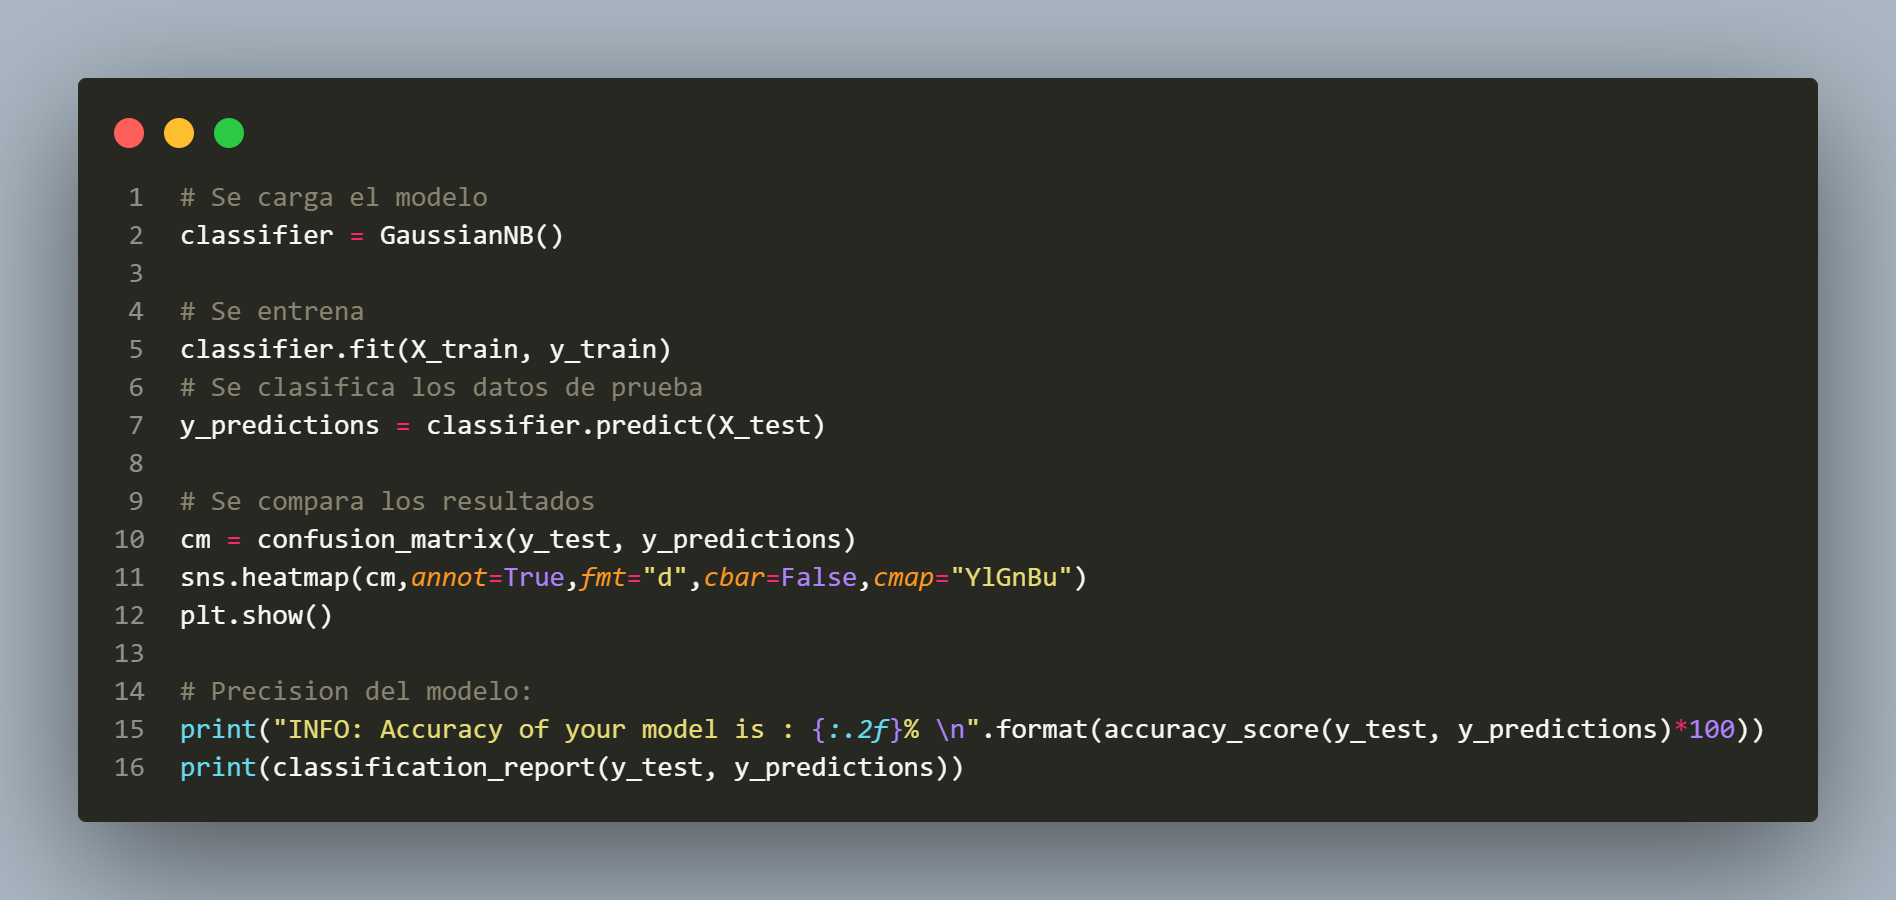 1 # Se carga el modelo
2 classifier = GaussianNB()
3
4 # Se entrena
5 classifier.fit(X_train, y_train)
6 # Se clasifica los datos de prueba
7 y_predictions = classifier.predict(X_test)
8
9 # Se compara los resultados
10 cm = confusion_matrix(y_test, y_predictions)
11 sns.heatmap(cm,annot=True,fmt="d",cbar=False,cmap="YlGnBu")
12 plt.show()
13
14 # Precision del modelo:
15 print("INFO: Accuracy of your model is : {:.2f}% \n".format(accuracy_score(y_test, y_predictions)*100))
16 print(classification_report(y_test, y_predictions))